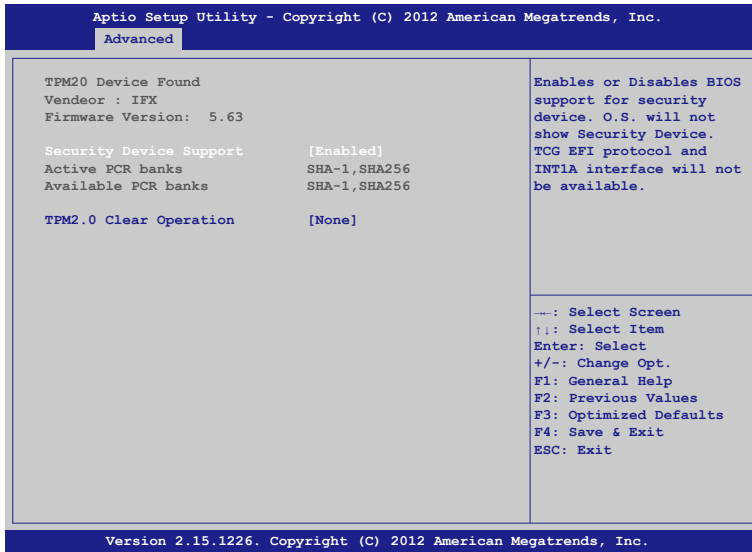 Aptio Setup Utility - Copyright (C) 2012 American Megatrends, Inc.
Advanced
TPM20 Device Found
Vendeor : IFX
Firmware Version: 5.63
Security Device Support [Enabled]
Active PCR banks SHA-1,SHA256
Available PCR banks SHA-1,SHA256
TPM2.0 Clear Operation [None]
Enables or Disables BIOS
support for security
device. O.S. will not
show Security Device.
TCG EFI protocol and
INT1A interface will not
be available.
→←: Select Screen
↑↓: Select Item
Enter: Select
+/-: Change Opt.
F1: General Help
F2: Previous Values
F3: Optimized Defaults
F4: Save & Exit
ESC: Exit
Version 2.15.1226. Copyright (C) 2012 American Megatrends, Inc.